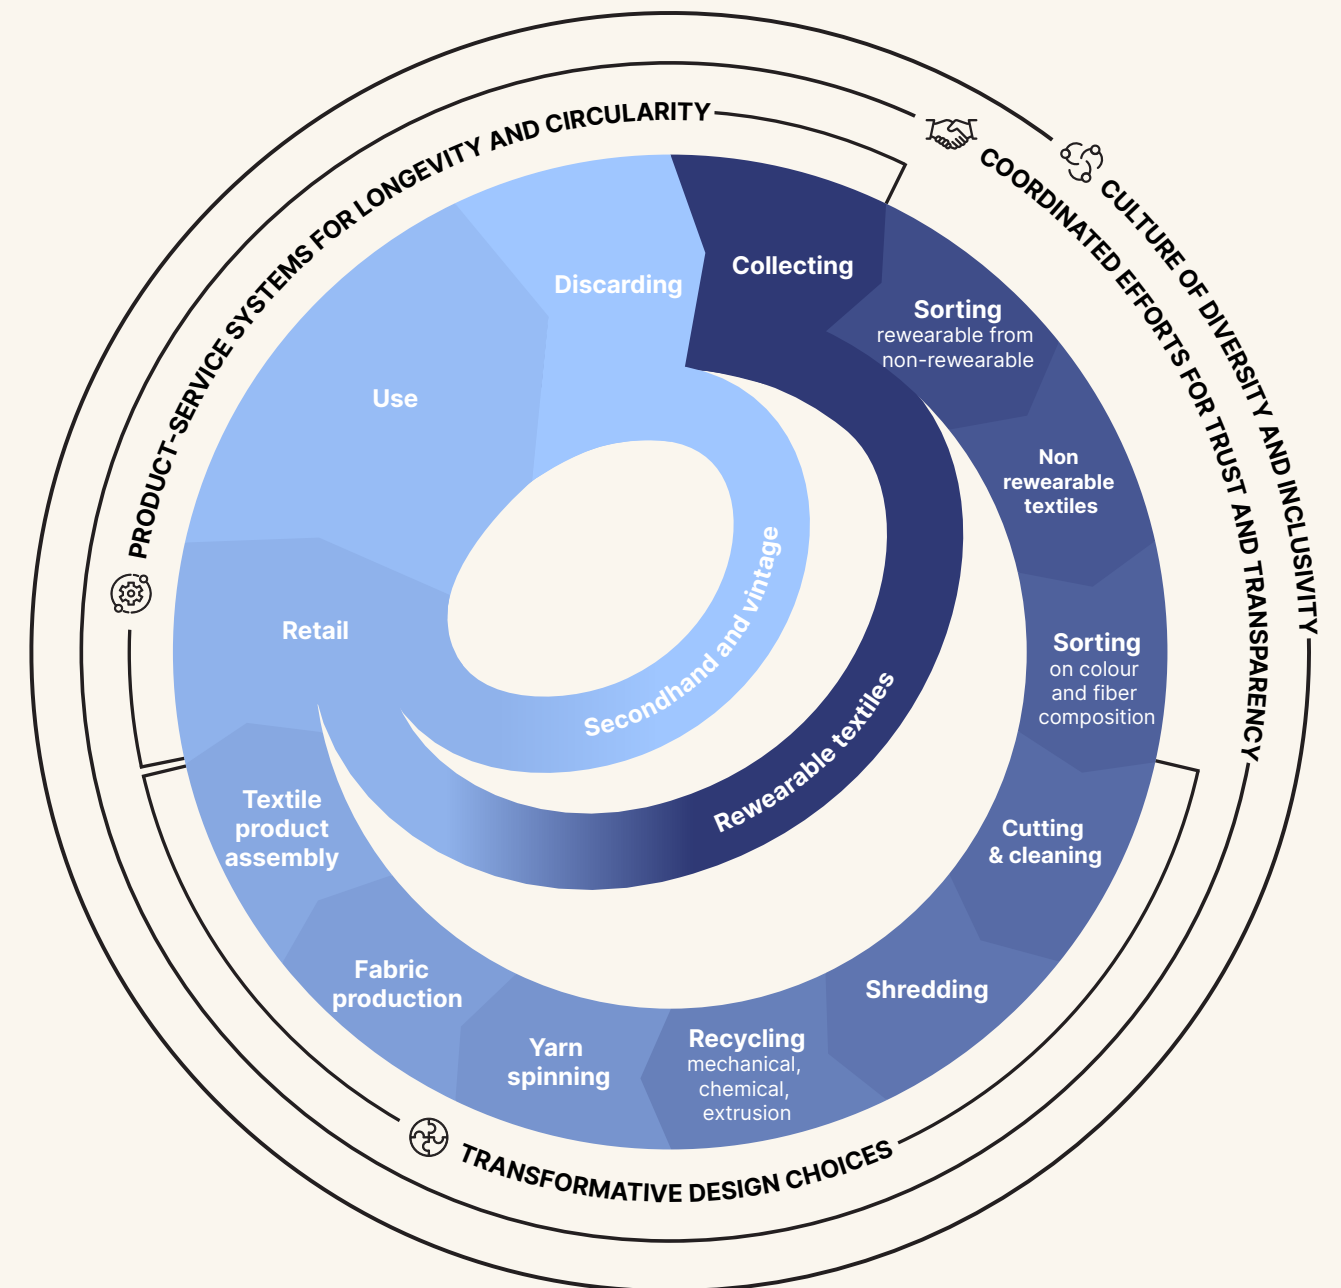 PRODUCT-SERVICE SYSTEMS FOR LONGEVITY AND CIRCULARITY
COORDINATED EFFORTS FOR TRUST AND TRANSPARENCY
CULTURE OF DIVERSITY AND INCLUSIVITY
Discarding
Collecting
Sorting
rewearable from
non-rewearable
Non
rewearable
textiles
Sorting
on colour
and fiber
composition
Cutting
& cleaning
Shredding
Recycling
mechanical,
chemical,
extrusion
Yarn
spinning
Fabric
production
Textile
product
assembly
Retail
Use
Secondhand and vintage
Rewearable textiles
TRANSFORMATIVE DESIGN CHOICES